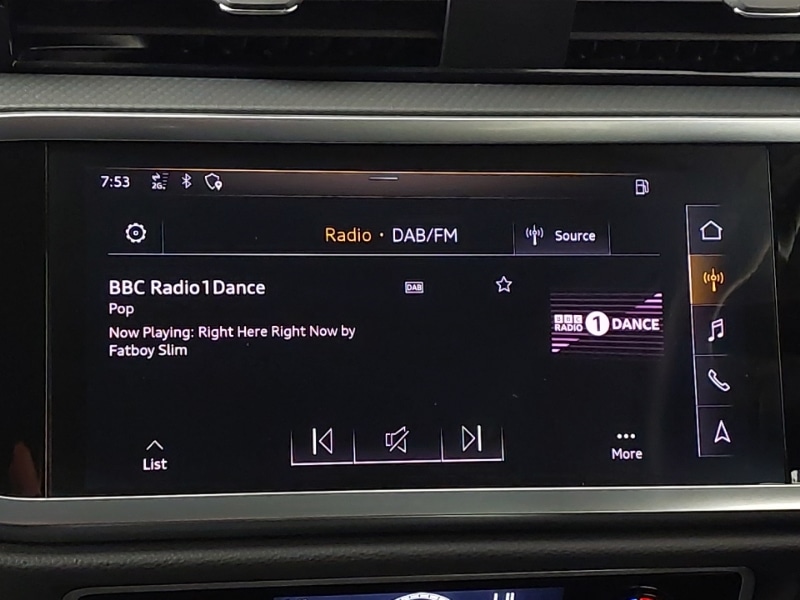 7:53
2G
Radio · DAB/FM
Source
BBC Radio1Dance
DAB
Pop
Now Playing: Right Here Right Now by
Fatboy Slim
BBC
RADIO 1 DANCE
List
More